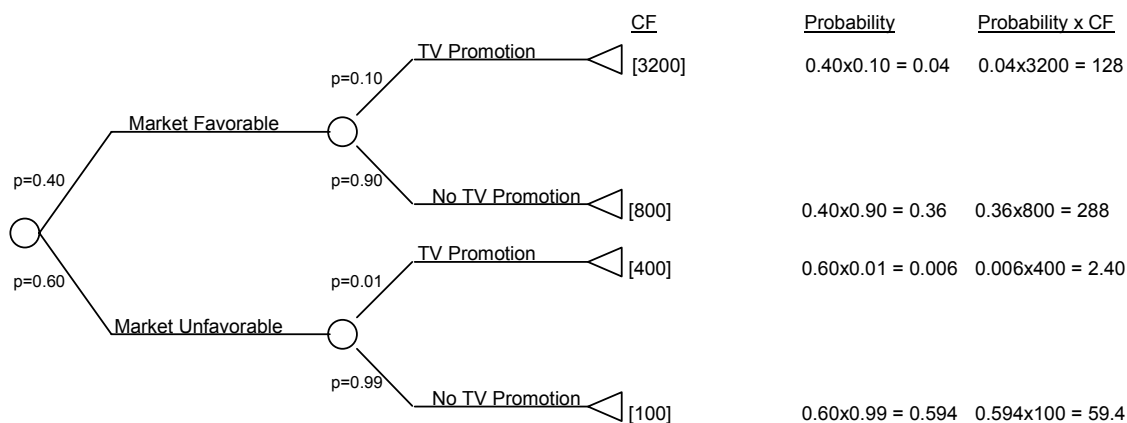 CF Probability Probability x CF
TV Promotion
p=0.10
[3200] 0.40x0.10 = 0.04 0.04x3200 = 128
Market Favorable
p=0.40
p=0.90
No TV Promotion
[800] 0.40x0.90 = 0.36 0.36x800 = 288
TV Promotion
p=0.60
p=0.01
[400] 0.60x0.01 = 0.006 0.006x400 = 2.40
Market Unfavorable
p=0.99
No TV Promotion
[100] 0.60x0.99 = 0.594 0.594x100 = 59.4